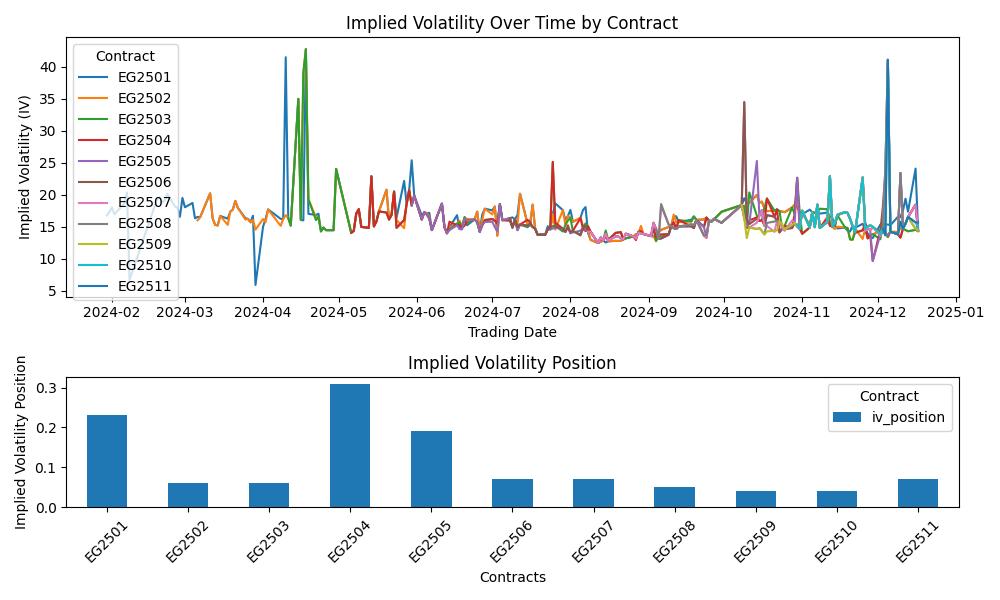 Implied Volatility Over Time by Contract
Implied Volatility (IV)
40
35
30
25
20
15
10
5
Contract
EG2501
EG2502
EG2503
EG2504
EG2505
EG2506
EG2507
EG2508
EG2509
EG2510
EG2511
2024-02 2024-03 2024-04 2024-05 2024-06 2024-07 2024-08 2024-09 2024-10 2024-11 2024-12 2025-01
Trading Date
Implied Volatility Position
Implied Volatility Position
0.3
0.2
0.1
0.0
Contract
iv_position
EG2501 EG2502 EG2503 EG2504 EG2505 EG2506 EG2507 EG2508 EG2509 EG2510 EG2511
Contracts